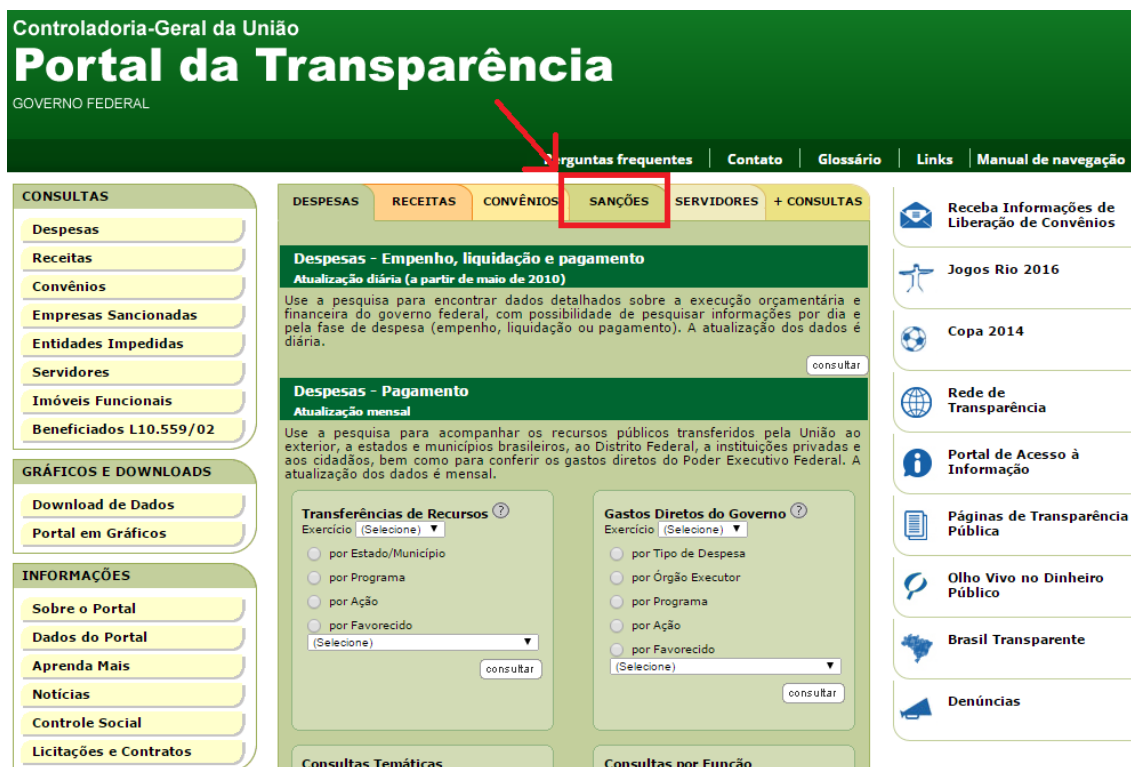 Controladoria-Geral da União
Portal da Transparência
GOVERNO FEDERAL
Perguntas frequentes
Contato
Glossário
Links
Manual de navegação
CONSULTAS
Despesas
Receitas
Convênios
Empresas Sancionadas
Entidades Impedidas
Servidores
Imóveis Funcionais
Beneficiados L10.559/02
GRÁFICOS E DOWNLOADS
Download de Dados
Portal em Gráficos
INFORMAÇÕES
Sobre o Portal
Dados do Portal
Aprenda Mais
Notícias
Controle Social
Licitações e Contratos
DESPESAS
RECEITAS
CONVÊNIOS
SANÇÕES
SERVIDORES
+ CONSULTAS
Despesas - Empenho, liquidação e pagamento
Atualização diária (a partir de maio de 2010)
Use a pesquisa para encontrar dados detalhados sobre a execução orçamentária e
financeira do governo federal, com possibilidade de pesquisar informações por dia e
pela fase de despesa (empenho, liquidação ou pagamento). A atualização dos dados é
diária.
consultar
Despesas - Pagamento
Atualização mensal
Use a pesquisa para acompanhar os recursos públicos transferidos pela União ao
exterior, a estados e municípios brasileiros, ao Distrito Federal, a instituições privadas e
aos cidadãos, bem como para conferir os gastos diretos do Poder Executivo Federal. A
atualização dos dados é mensal.
Transferências de Recursos ?
Exercício (Selecione)
por Estado/Município
por Programa
por Ação
por Favorecido
(Selecione)
consultar
Gastos Diretos do Governo ?
Exercício (Selecione)
por Tipo de Despesa
por Órgão Executor
por Programa
por Ação
por Favorecido
(Selecione)
consultar
Consultas Temáticas
Consultas por Função
Receba Informações de
Liberação de Convênios
Jogos Rio 2016
Copa 2014
Rede de
Transparência
Portal de Acesso à
Informação
Páginas de Transparência
Pública
Olho Vivo no Dinheiro
Público
Brasil Transparente
Denúncias